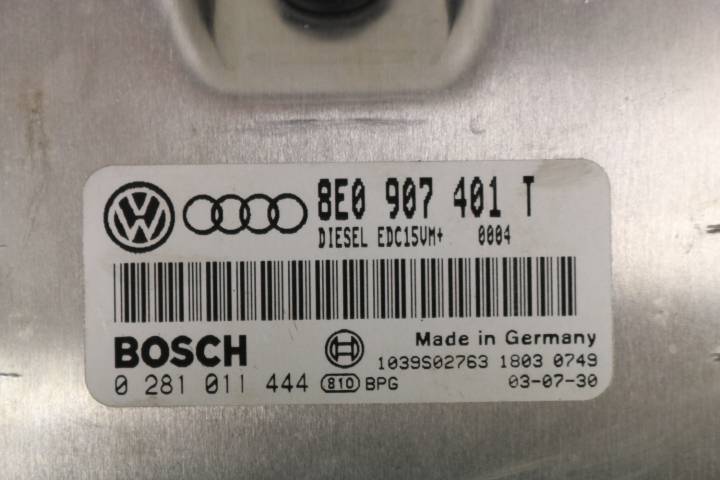 8E0 907 401 T
DIESEL EDC15VM+ 0004
BOSCH
Made in Germany
1039S02763 1803 0749
0 281 011 444 810 BPG 03-07-30